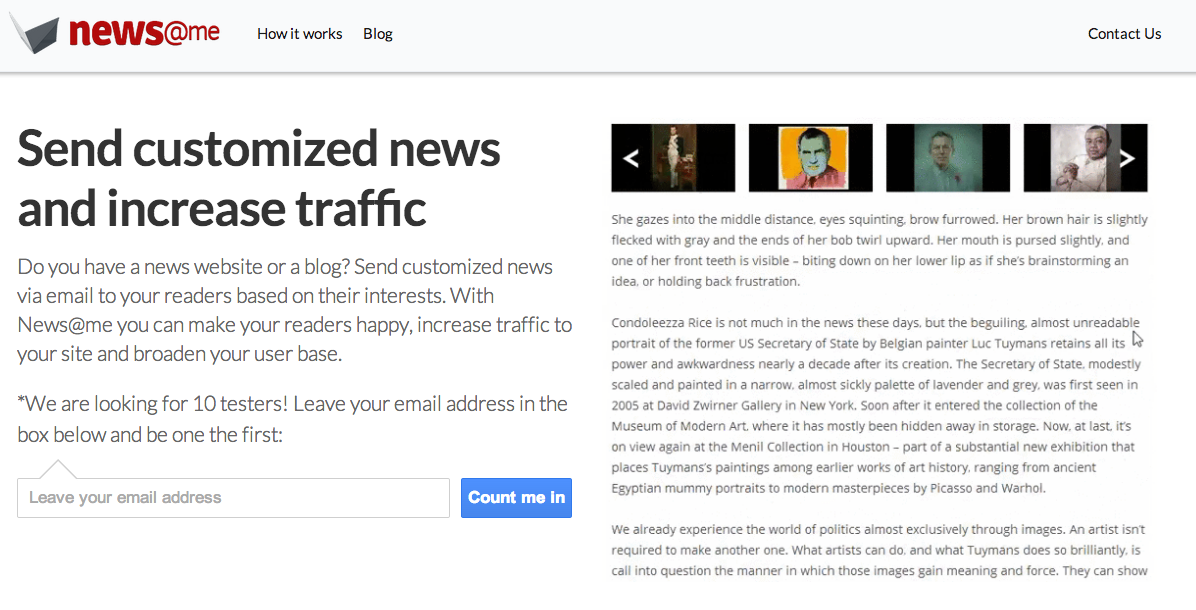 news@me
How it works
Blog
Contact Us
Send customized news
and increase traffic
Do you have a news website or a blog? Send customized news
via email to your readers based on their interests. With
News@me you can make your readers happy, increase traffic to
your site and broaden your user base.
*We are looking for 10 testers! Leave your email address in the
box below and be one the first:
Leave your email address
Count me in
She gazes into the middle distance, eyes squinting, brow furrowed. Her brown hair is slightly
flecked with gray and the ends of her bob twirl upward. Her mouth is pursed slightly, and
one of her front teeth is visible – biting down on her lower lip as if she's brainstorming an
idea, or holding back frustration.
Condoleezza Rice is not much in the news these days, but the beguiling, almost unreadable
portrait of the former US Secretary of State by Belgian painter Luc Tuymans retains all its
power and awkwardness nearly a decade after its creation. The Secretary of State, modestly
scaled and painted in a narrow, almost sickly palette of lavender and grey, was first seen in
2005 at David Zwirner Gallery in New York. Soon after it entered the collection of the
Museum of Modern Art, where it has mostly been hidden away in storage. Now, at last, it's
on view again at the Menil Collection in Houston – part of a substantial new exhibition that
places Tuymans's paintings among earlier works of art history, ranging from ancient
Egyptian mummy portraits to modern masterpieces by Picasso and Warhol.
We already experience the world of politics almost exclusively through images. An artist isn't
required to make another one. What artists can do, and what Tuymans does so brilliantly, is
call into question the manner in which those images gain meaning and force. They can show